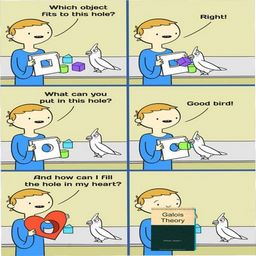 Which object
fits to this hole?
Right!
What can you
put in this hole?
Good bird!
And how can I fill
the hole in my heart?
Galois
Theory